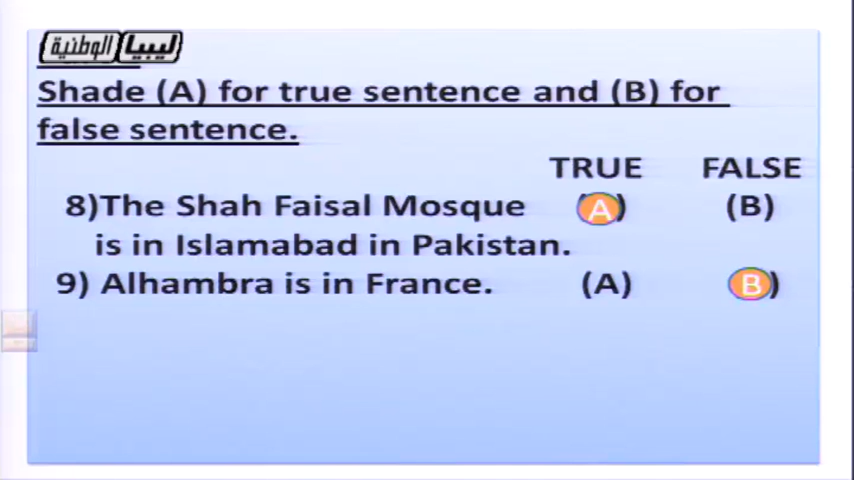 ليبيا الوطنية
Shade (A) for true sentence and (B) for
false sentence.
TRUE FALSE
8)The Shah Faisal Mosque (A) (B)
is in Islamabad in Pakistan.
9) Alhambra is in France. (A) B)